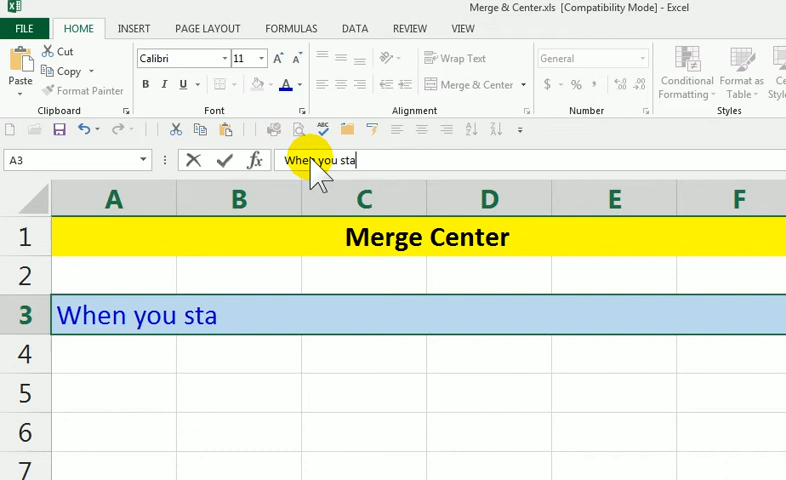 Merge & Center.xls [Compatibility Mode] - Excel
FILE HOME INSERT PAGE LAYOUT FORMULAS DATA REVIEW VIEW
Cut Calibri 11 Wrap Text General
Paste Copy Format Painter B I U A Merge & Center $ % , Conditional Formatting Format as Table
Clipboard Font Alignment Number Styles
A3 fx When you sta
A B C D E F
1 Merge Center
2
3 When you sta
4
5
6
7